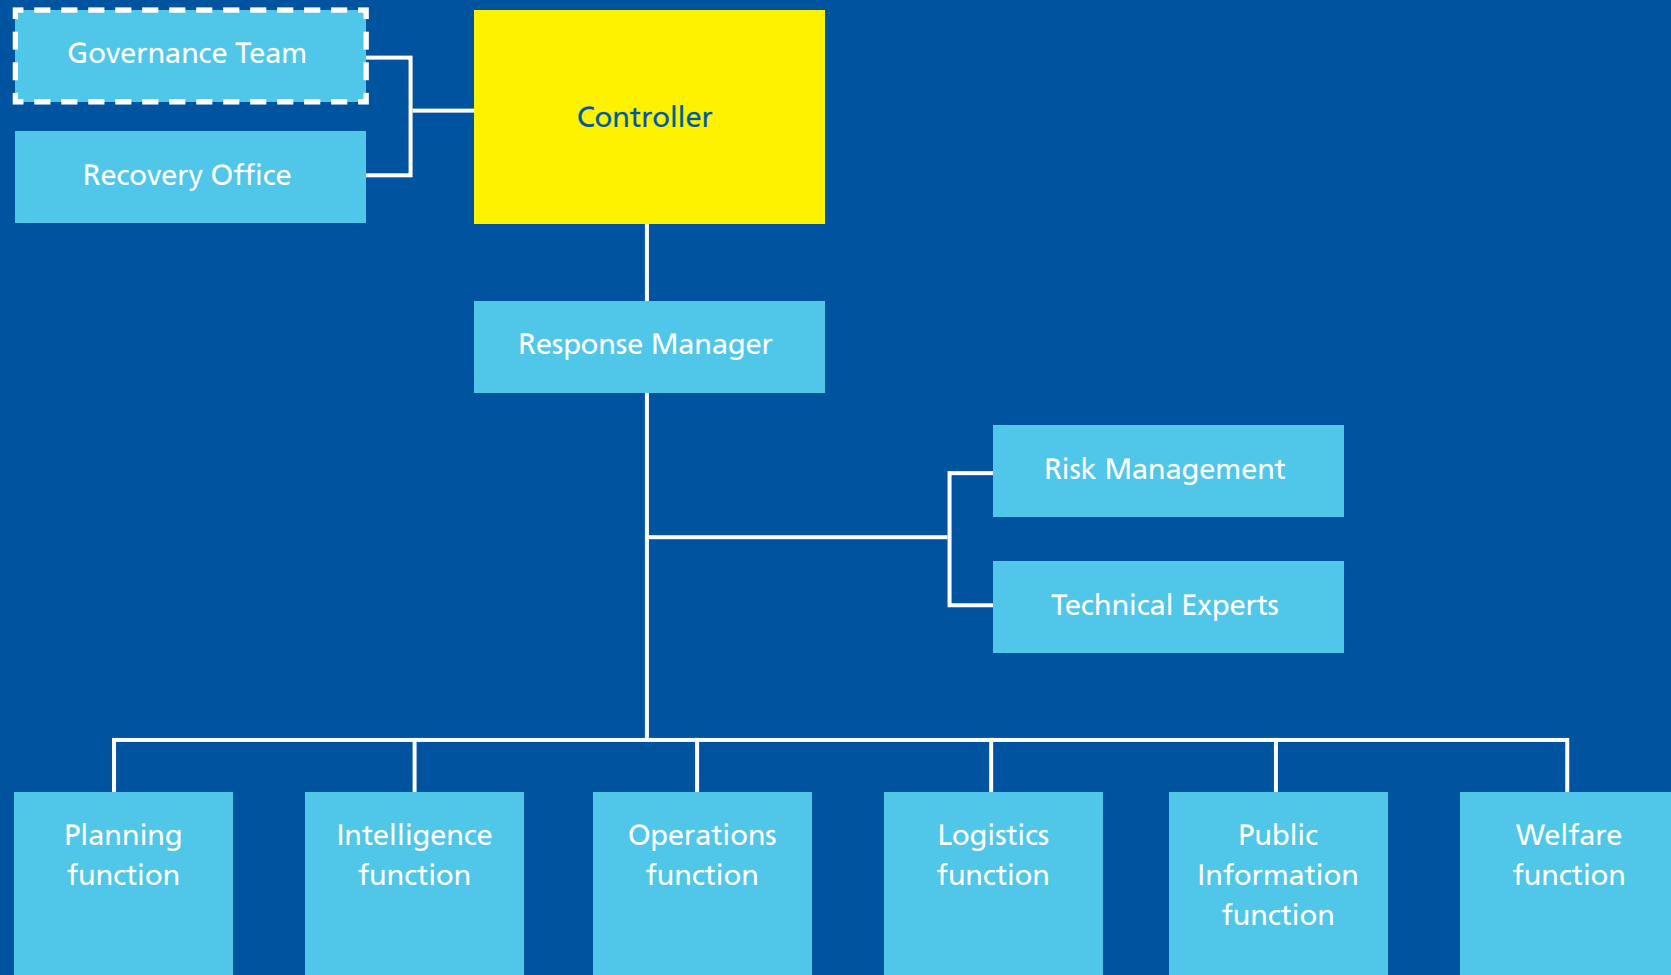 Governance Team
Controller
Recovery Office
Response Manager
Risk Management
Technical Experts
Planning
function
Intelligence
function
Operations
function
Logistics
function
Public
Information
function
Welfare
function